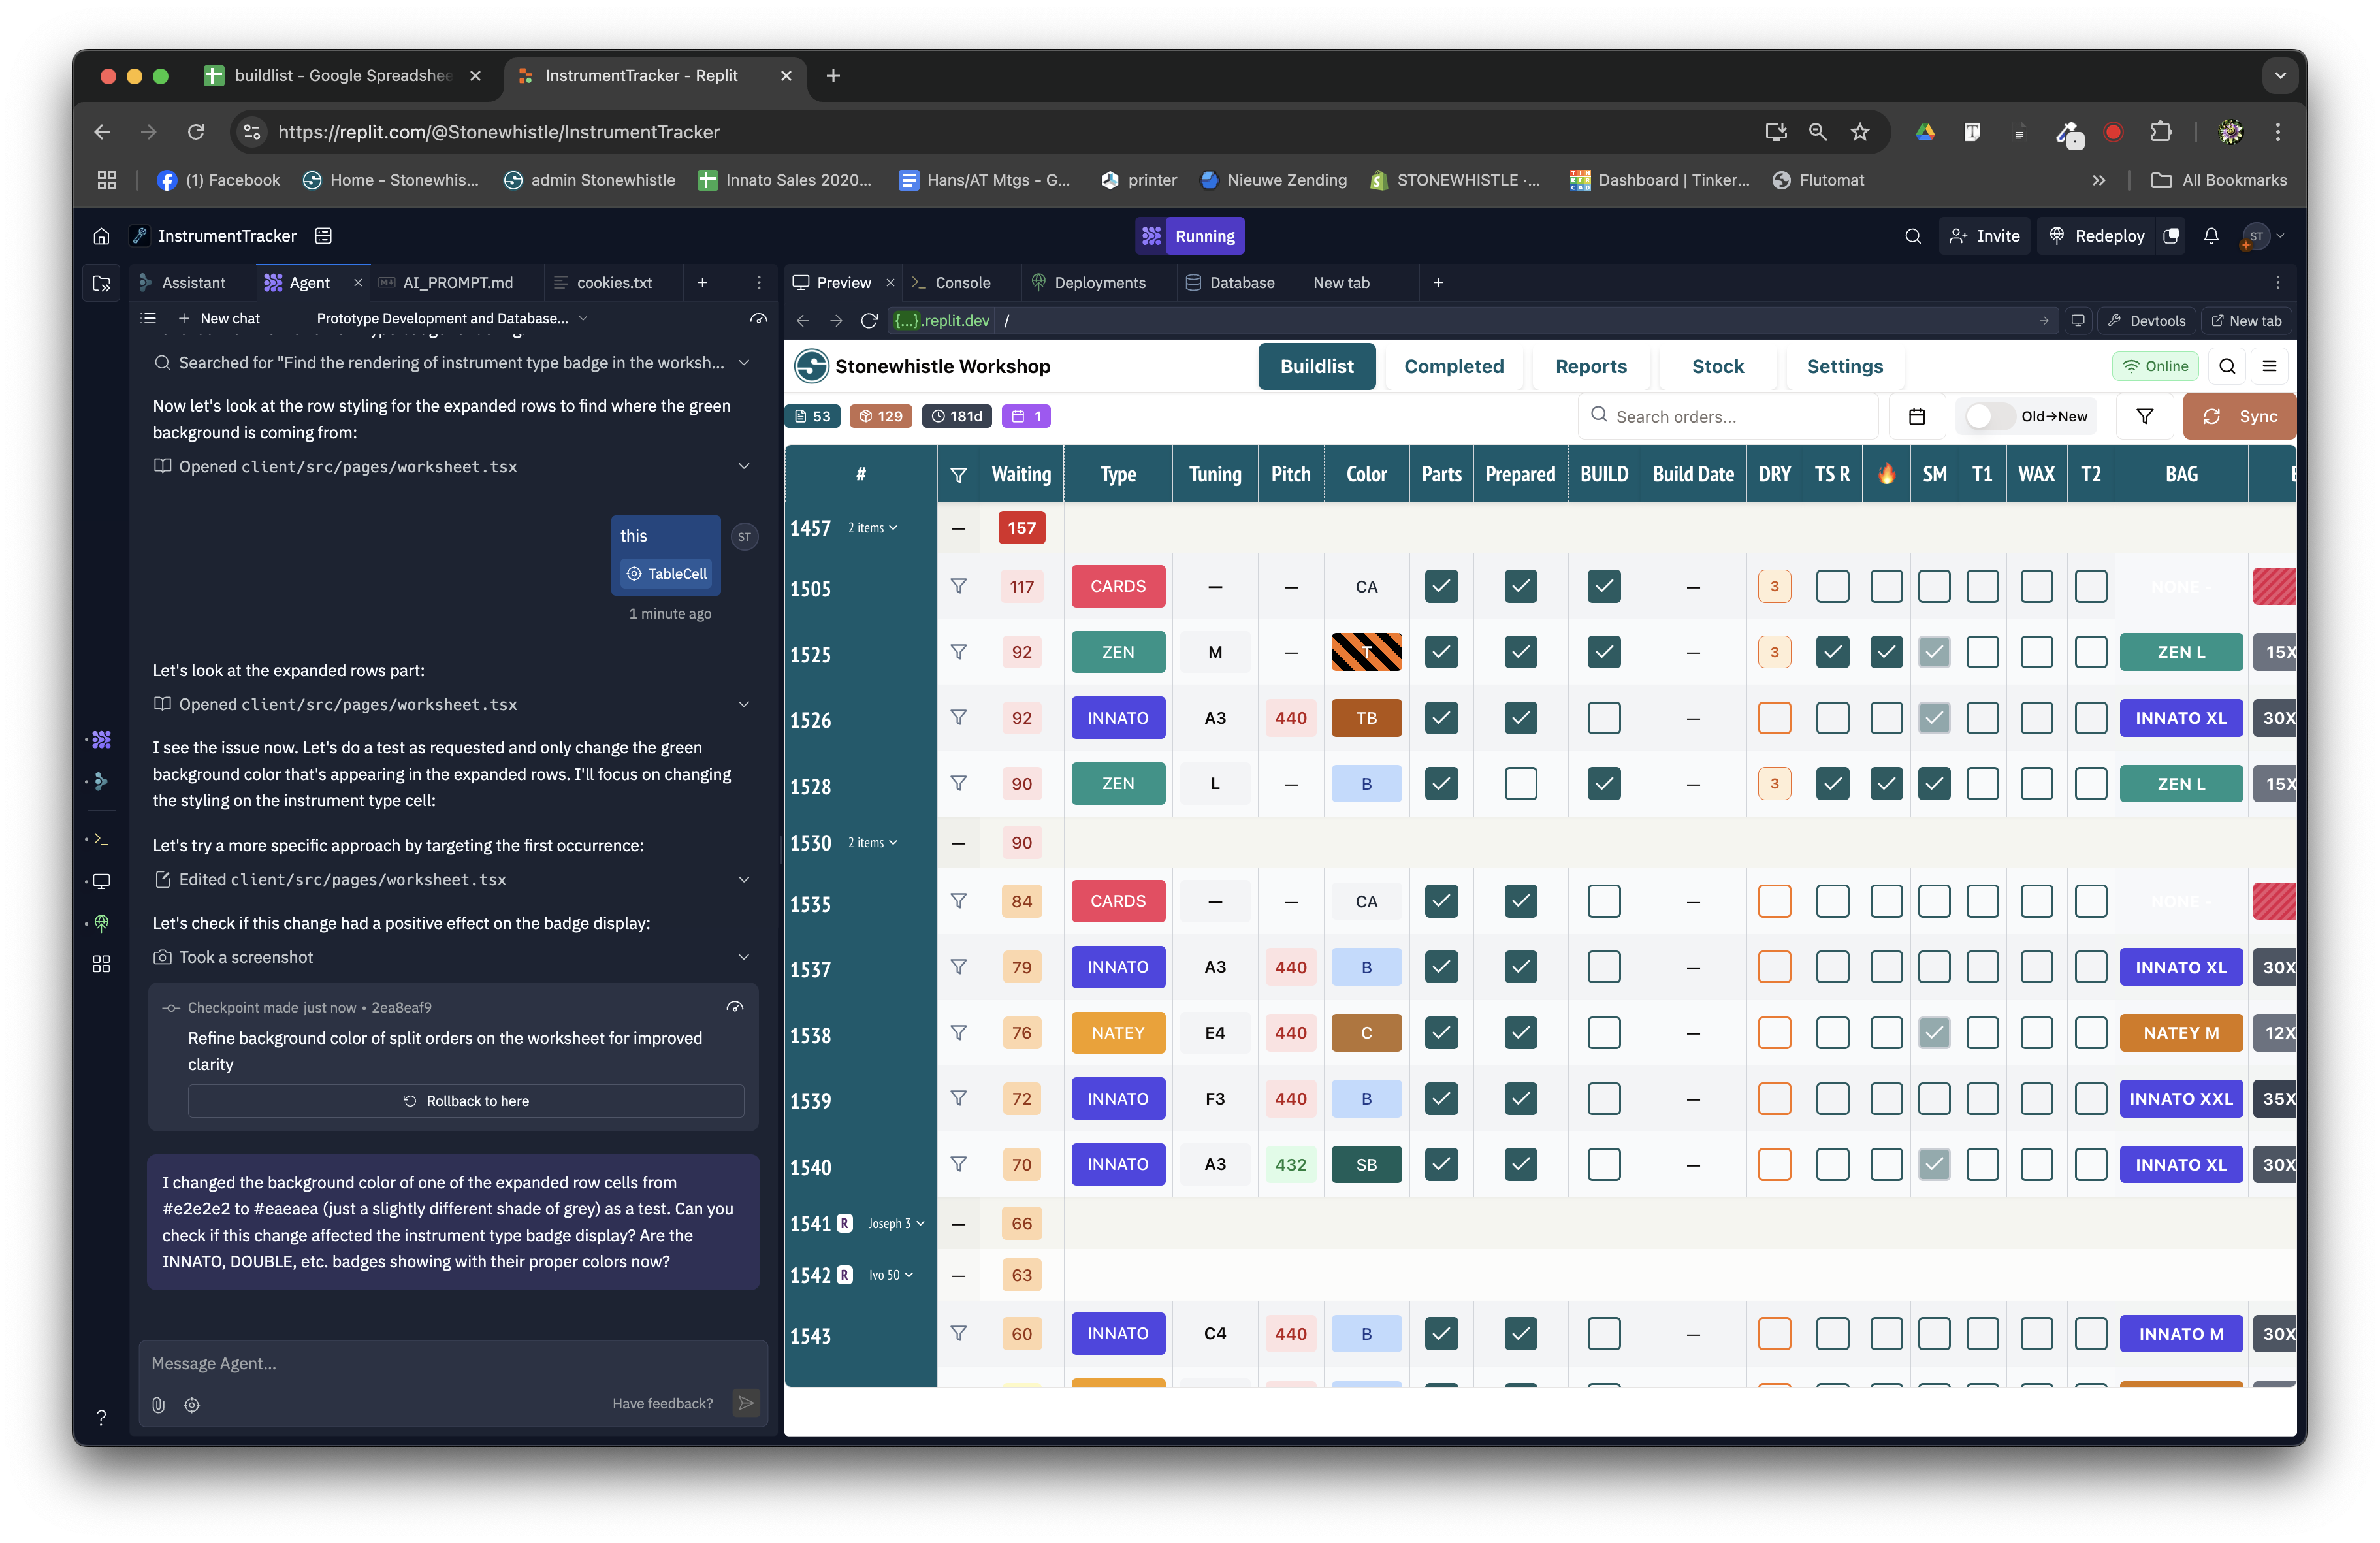 buildlist - Google Spreadshee
InstrumentTracker - Replit
https://replit.com/@Stonewhistle/InstrumentTracker
(1) Facebook
Home - Stonewhis...
admin Stonewhistle
Innato Sales 2020...
Hans/AT Mtgs - G...
printer
Nieuwe Zending
STONEWHISTLE ·...
Dashboard | Tinker...
Flutomat
All Bookmarks
InstrumentTracker
Running
Invite
Redeploy
ST
Assistant
Agent
AI_PROMPT.md
cookies.txt
New chat
Prototype Development and Database...
Searched for "Find the rendering of instrument type badge in the worksh...
Now let's look at the row styling for the expanded rows to find where the green
background is coming from:
Opened client/src/pages/worksheet.tsx
this
TableCell
ST
1 minute ago
Let's look at the expanded rows part:
Opened client/src/pages/worksheet.tsx
I see the issue now. Let's do a test as requested and only change the green
background color that's appearing in the expanded rows. I'll focus on changing
the styling on the instrument type cell:
Let's try a more specific approach by targeting the first occurrence:
Edited client/src/pages/worksheet.tsx
Let's check if this change had a positive effect on the badge display:
Took a screenshot
Checkpoint made just now • 2ea8eaf9
Refine background color of split orders on the worksheet for improved
clarity
Rollback to here
I changed the background color of one of the expanded row cells from
#e2e2e2 to #eaeaea (just a slightly different shade of grey) as a test. Can you
check if this change affected the instrument type badge display? Are the
INNATO, DOUBLE, etc. badges showing with their proper colors now?
Message Agent...
Have feedback?
Preview
Console
Deployments
Database
New tab
{...}.replit.dev /
Devtools
New tab
Stonewhistle Workshop
Buildlist
Completed
Reports
Stock
Settings
Online
53
129
181d
1
Search orders...
Old→New
Sync
# Waiting Type Tuning Pitch Color Parts Prepared BUILD Build Date DRY TS R 🔥 SM T1 WAX T2 BAG
1457 2 items — 157
1505 117 CARDS — — CA — 3 NONE
1525 92 ZEN M — T — 3 ZEN L 15X
1526 92 INNATO A3 440 TB — INNATO XL 30X
1528 90 ZEN L — B — 3 ZEN L 15X
1530 2 items — 90
1535 84 CARDS — — CA — NONE
1537 79 INNATO A3 440 B — INNATO XL 30X
1538 76 NATEY E4 440 C — NATEY M 12X
1539 72 INNATO F3 440 B — INNATO XXL 35X
1540 70 INNATO A3 432 SB — INNATO XL 30X
1541 R Joseph 3 — 66
1542 R Ivo 50 — 63
1543 60 INNATO C4 440 B — INNATO M 30X